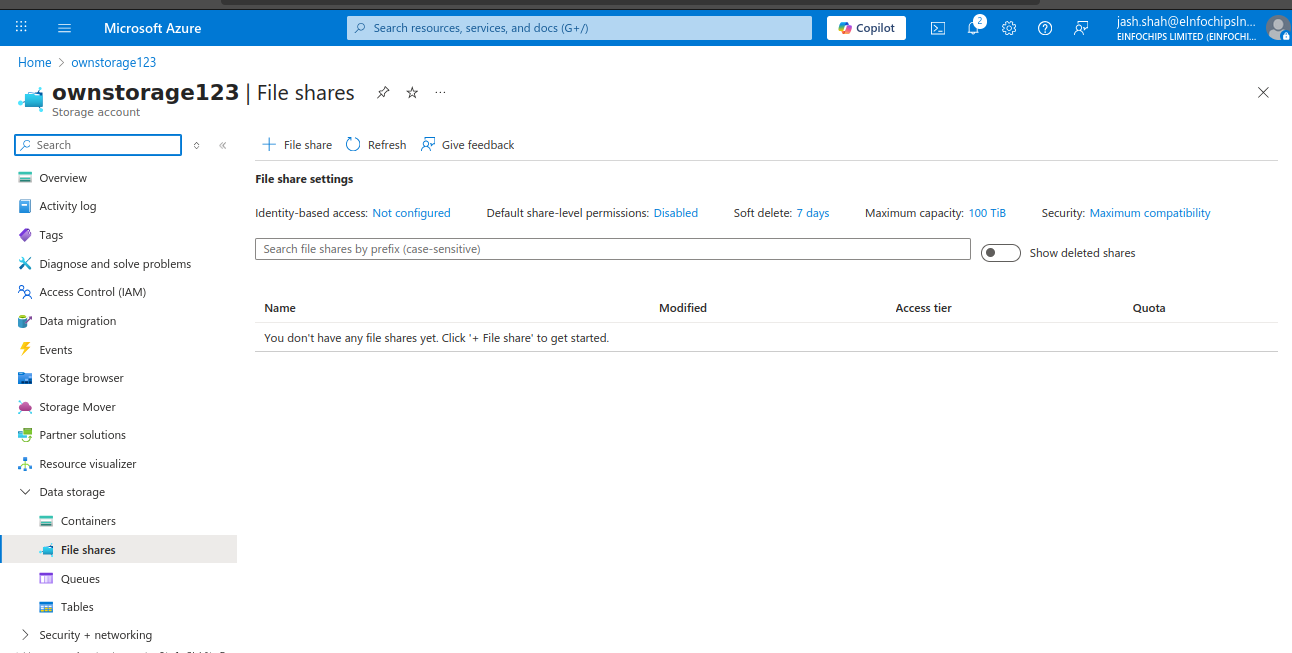 Microsoft Azure
Search resources, services, and docs (G+/)
Copilot
2
jash.shah@eInfochipsIn...
EINFOCHIPS LIMITED (EINFOCHI...
Home > ownstorage123
ownstorage123 | File shares
Storage account
Search
+ File share
Refresh
Give feedback
Overview
Activity log
Tags
Diagnose and solve problems
Access Control (IAM)
Data migration
Events
Storage browser
Storage Mover
Partner solutions
Resource visualizer
Data storage
Containers
File shares
Queues
Tables
Security + networking
File share settings
Identity-based access: Not configured
Default share-level permissions: Disabled
Soft delete: 7 days
Maximum capacity: 100 TiB
Security: Maximum compatibility
Search file shares by prefix (case-sensitive)
Show deleted shares
Name Modified Access tier Quota
You don't have any file shares yet. Click '+ File share' to get started.